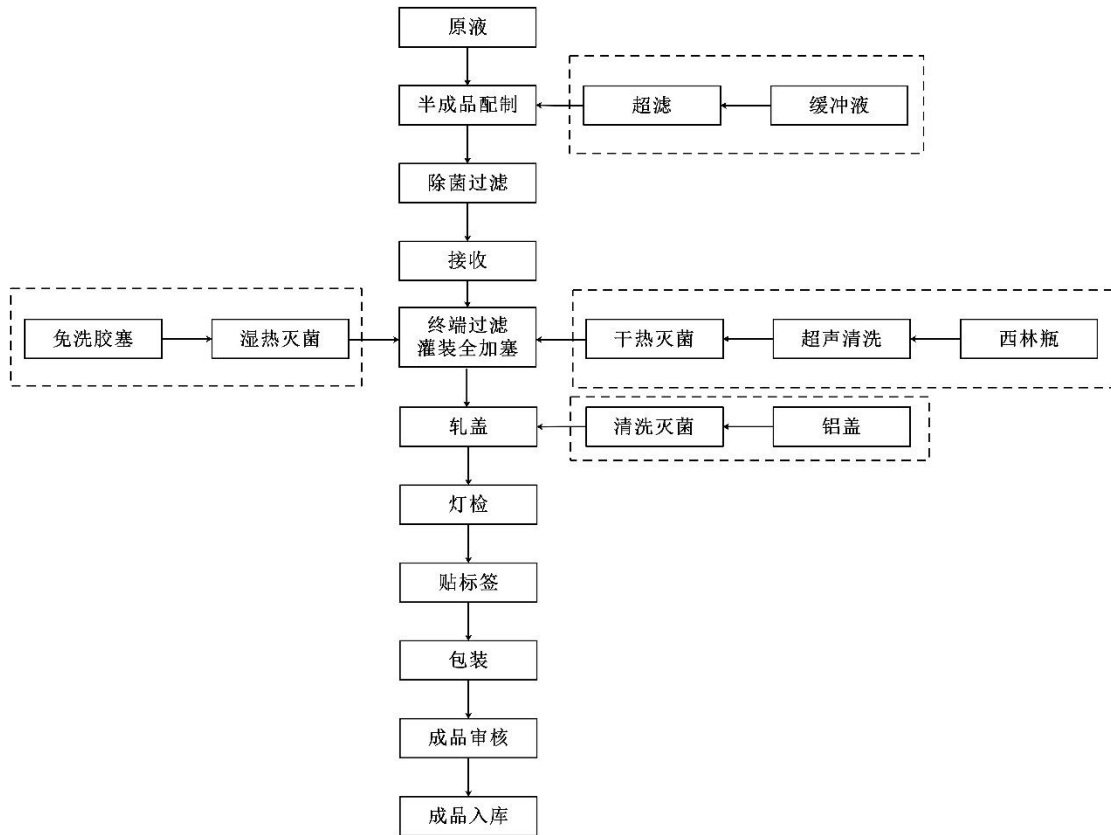 原液
半成品配制
超滤
缓冲液
除菌过滤
接收
免洗胶塞
湿热灭菌
终端过滤
灌装全加塞
干热灭菌
超声清洗
西林瓶
轧盖
清洗灭菌
铝盖
灯检
贴标签
包装
成品审核
成品入库